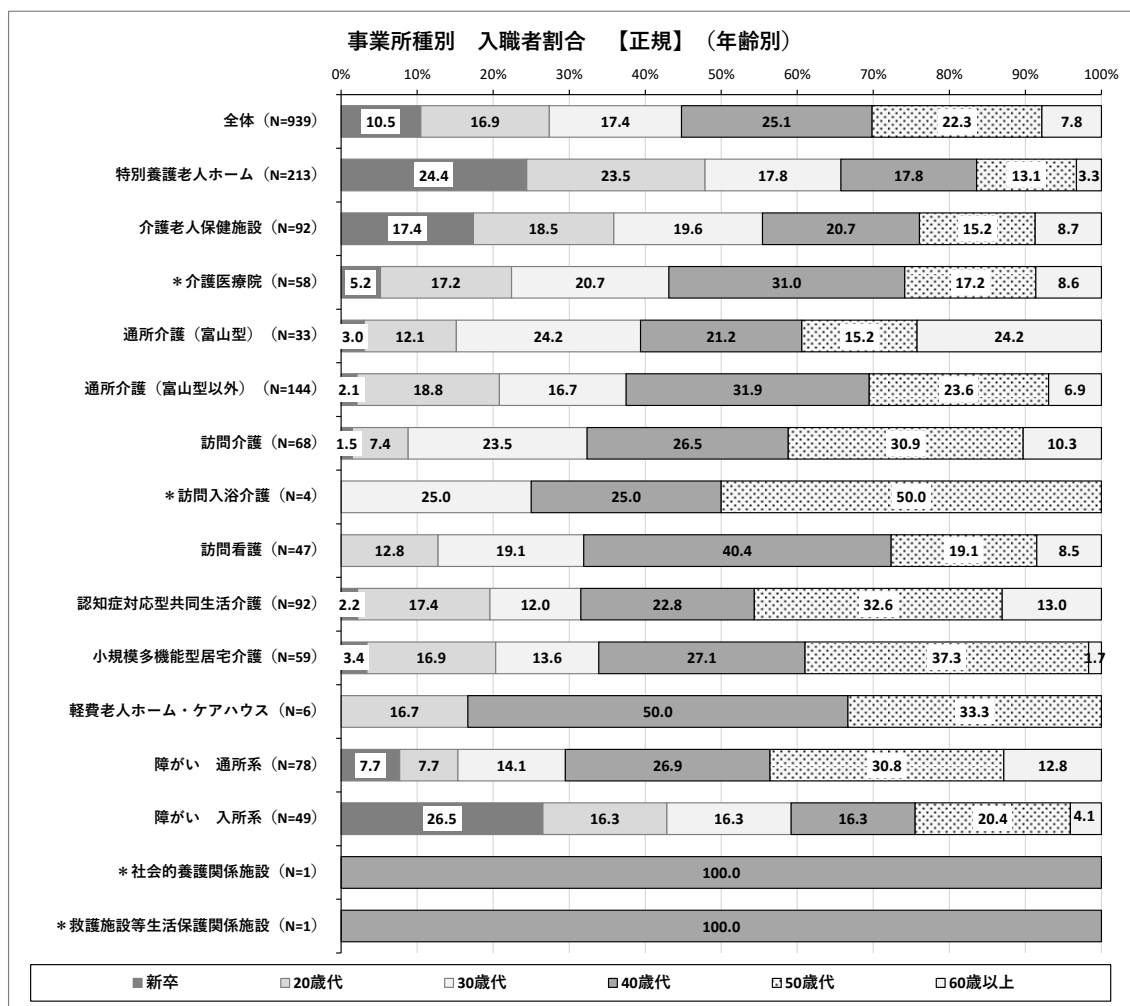 事業所種別　入職者割合　【正規】（年齢別）
0% 10% 20% 30% 40% 50% 60% 70% 80% 90% 100%
全体（N=939） 10.5 16.9 17.4 25.1 22.3 7.8
特別養護老人ホーム（N=213） 24.4 23.5 17.8 17.8 13.1 3.3
介護老人保健施設（N=92） 17.4 18.5 19.6 20.7 15.2 8.7
＊介護医療院（N=58） 5.2 17.2 20.7 31.0 17.2 8.6
通所介護（富山型）（N=33） 3.0 12.1 24.2 21.2 15.2 24.2
通所介護（富山型以外）（N=144） 2.1 18.8 16.7 31.9 23.6 6.9
訪問介護（N=68） 1.5 7.4 23.5 26.5 30.9 10.3
＊訪問入浴介護（N=4） 25.0 25.0 50.0
訪問看護（N=47） 12.8 19.1 40.4 19.1 8.5
認知症対応型共同生活介護（N=92） 2.2 17.4 12.0 22.8 32.6 13.0
小規模多機能型居宅介護（N=59） 3.4 16.9 13.6 27.1 37.3 1.7
軽費老人ホーム・ケアハウス（N=6） 16.7 50.0 33.3
障がい　通所系（N=78） 7.7 7.7 14.1 26.9 30.8 12.8
障がい　入所系（N=49） 26.5 16.3 16.3 16.3 20.4 4.1
＊社会的養護関係施設（N=1） 100.0
＊救護施設等生活保護関係施設（N=1） 100.0
新卒 20歳代 30歳代 40歳代 50歳代 60歳以上